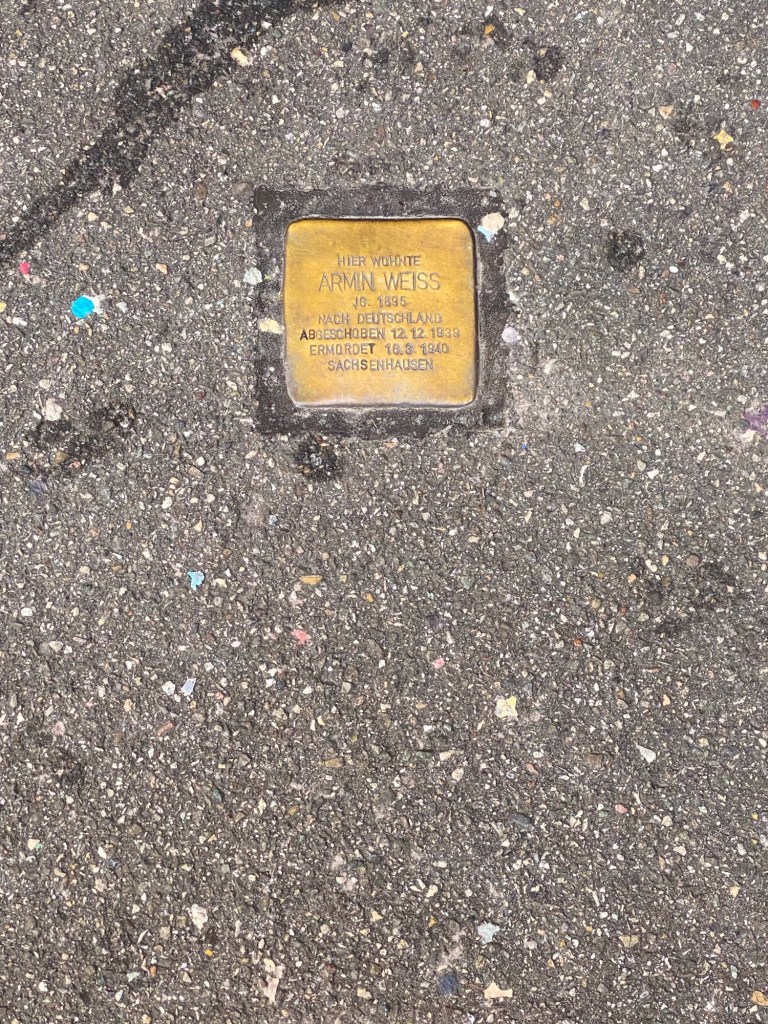 HIER WOHNTE
ARMIN WEISS
JG. 1895
NACH DEUTSCHLAND
ABGESCHOBEN 12.12.1939
ERMORDET 16.3.1940
SACHSENHAUSEN